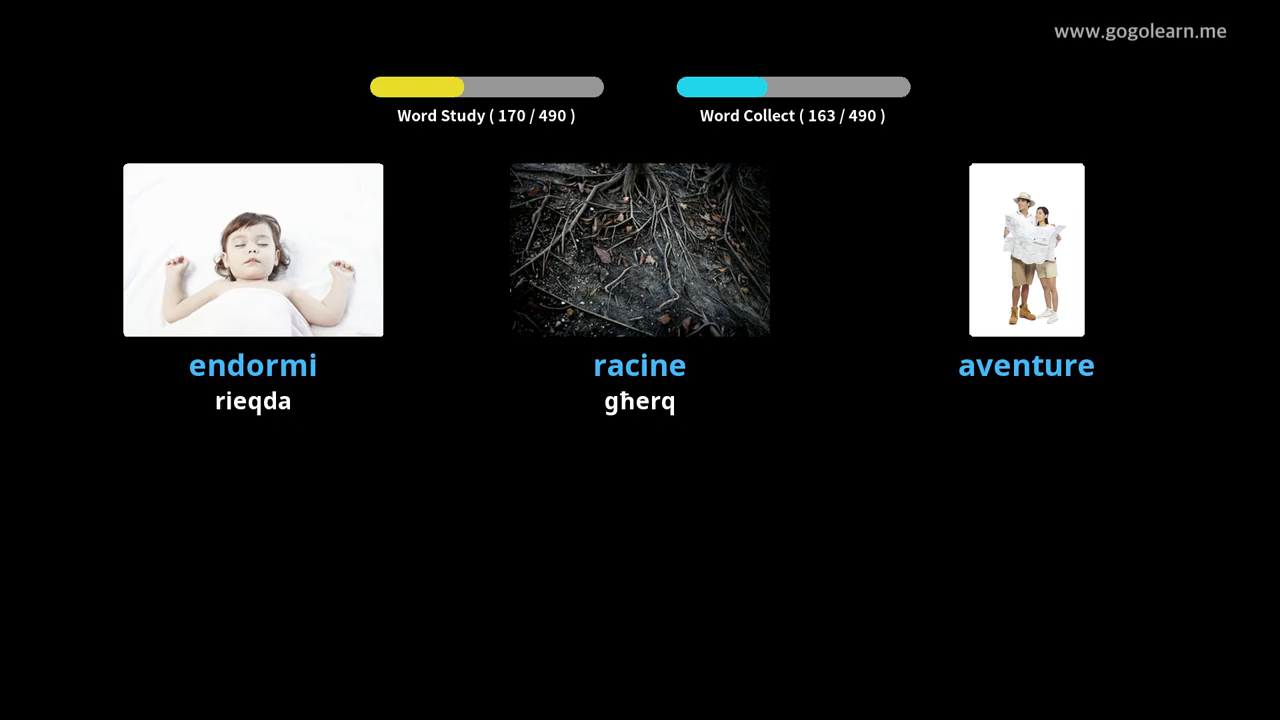 www.gogolearn.me
Word Study ( 170 / 490 )
Word Collect ( 163 / 490 )
endormi
rieqda
racine
għerq
aventure